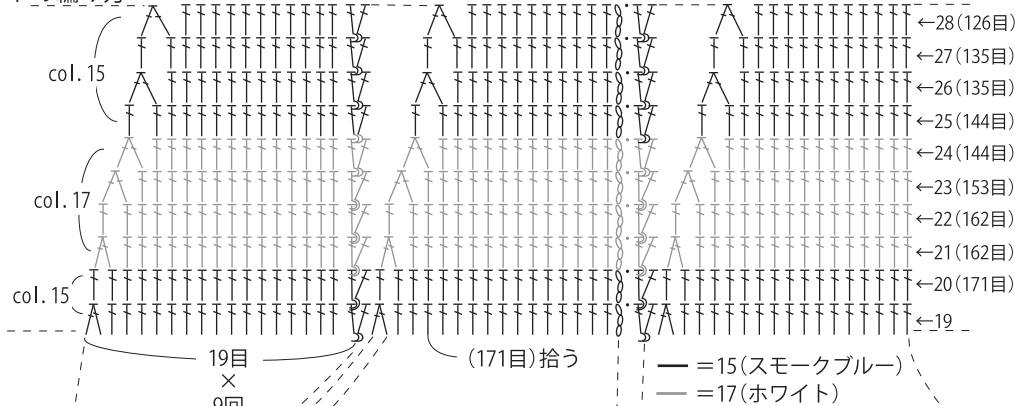 ←28(126目)
←27(135目)
col.15
←26(135目)
←25(144目)
←24(144目)
←23(153目)
col.17
←22(162目)
←21(162目)
←20(171目)
col.15
←19
19目
(171目)拾う
×
9回
=15(スモークブルー)
=17(ホワイト)